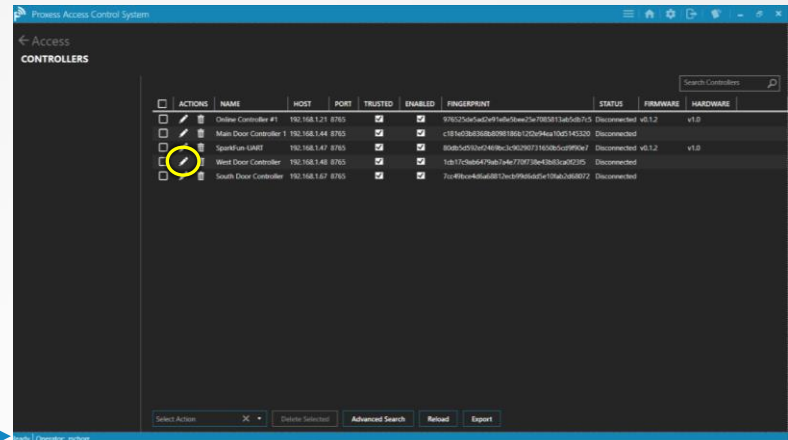 Proxess Access Control System
Access
CONTROLLERS
Search Controllers
ACTIONS NAME HOST PORT TRUSTED ENABLED FINGERPRINT STATUS FIRMWARE HARDWARE
Online Controller #1 192.168.1.21 8765 Disconnected v0.1.2 v1.0
Main Door Controller 1 192.168.1.44 8765 Disconnected
SparkFun-UART 192.168.1.47 8765 Disconnected v0.1.2 v1.0
West Door Controller 192.168.1.48 8765 Disconnected
South Door Controller 192.168.1.67 8765 Disconnected
Select Action Delete Selected Advanced Search Reload Export
Ready Operator: